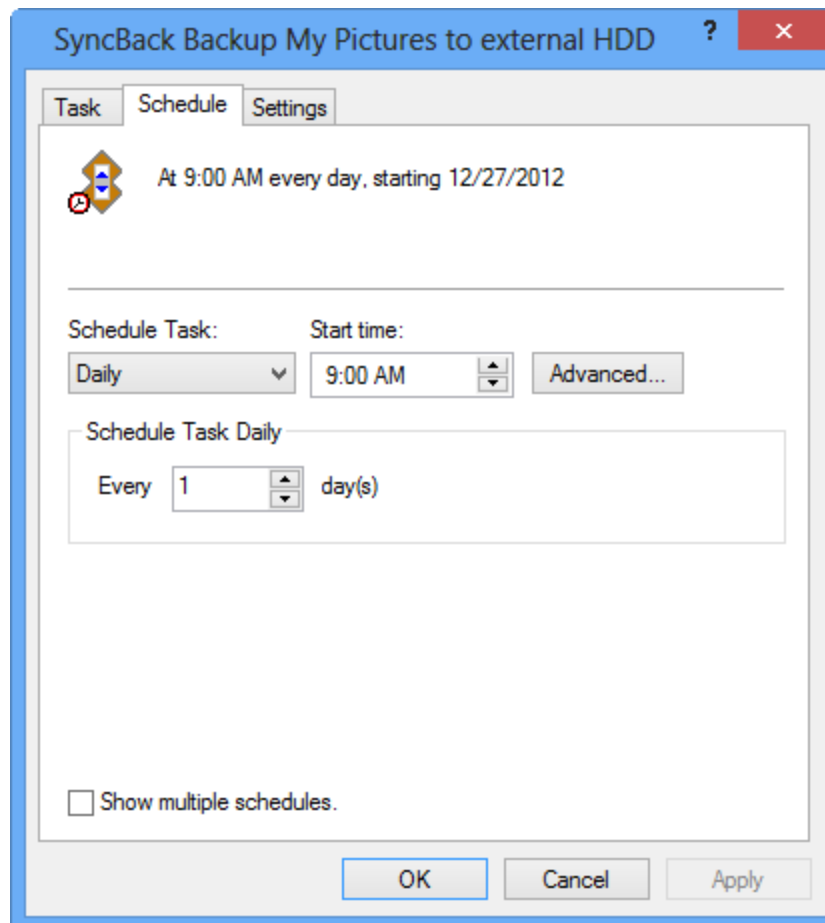 SyncBack Backup My Pictures to external HDD ? ×
Task Schedule Settings
At 9:00 AM every day, starting 12/27/2012
Schedule Task: Start time:
Daily 9:00 AM Advanced...
Schedule Task Daily
Every 1 day(s)
Show multiple schedules.
OK Cancel Apply